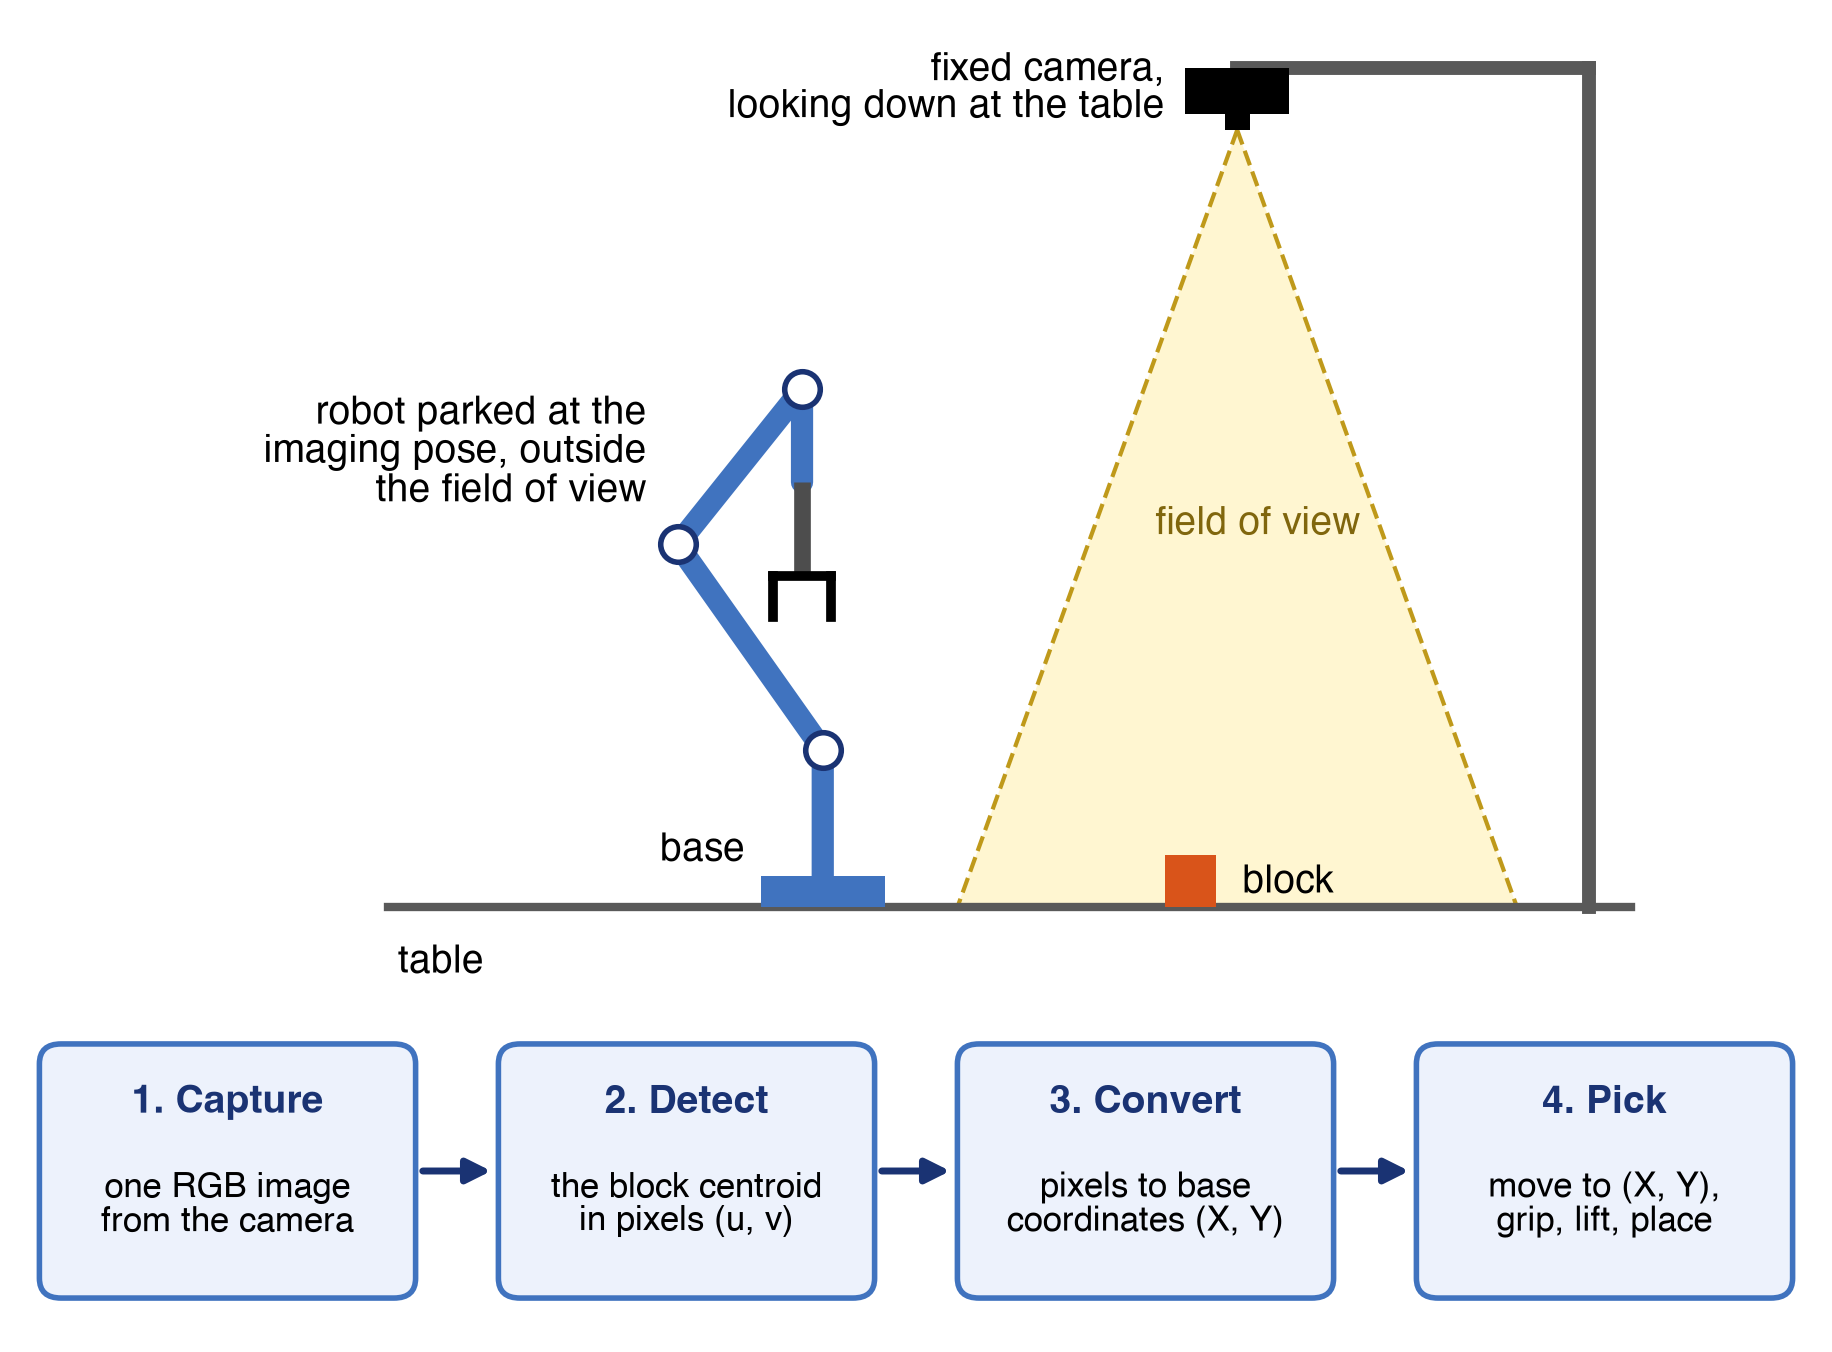 fixed camera,
looking down at the table
robot parked at the
imaging pose, outside
the field of view
field of view
base
block
table
1. Capture
one RGB image
from the camera
2. Detect
the block centroid
in pixels (u, v)
3. Convert
pixels to base
coordinates (X, Y)
4. Pick
move to (X, Y),
grip, lift, place